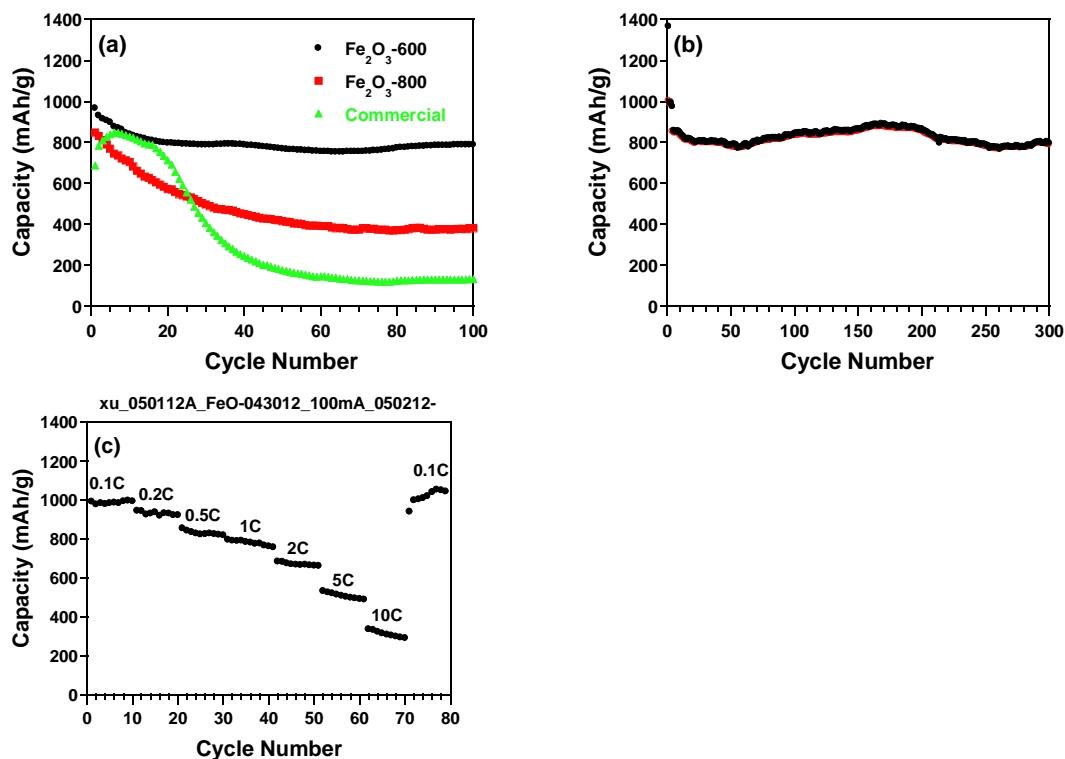 (a)
Fe2O3-600
Fe2O3-800
Commercial
Capacity (mAh/g)
1400
1200
1000
800
600
400
200
0
0 20 40 60 80 100
Cycle Number
(b)
Capacity (mAh/g)
1400
1200
1000
800
600
400
200
0
0 50 100 150 200 250 300
Cycle Number
xu_050112A_FeO-043012_100mA_050212-
(c)
Capacity (mAh/g)
1400
1200
1000
800
600
400
200
0
0.1C
0.2C
0.5C
1C
2C
5C
10C
0.1C
0 10 20 30 40 50 60 70 80
Cycle Number